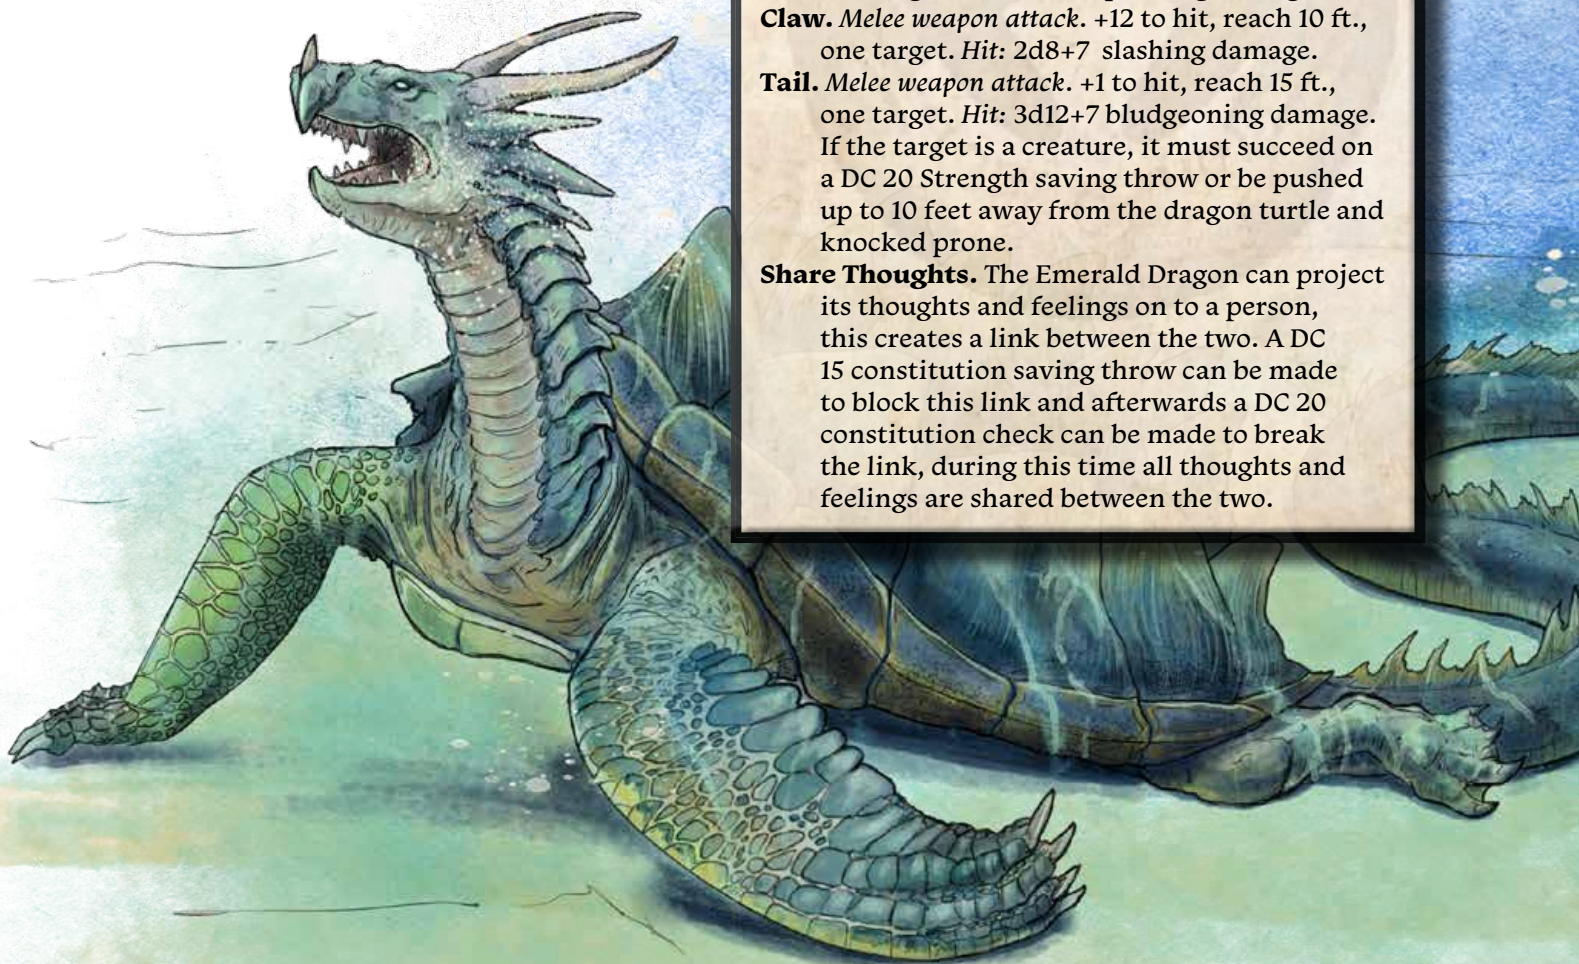 Claw. Melee weapon attack. +12 to hit, reach 10 ft.,
one target. Hit: 2d8+7 slashing damage.
Tail. Melee weapon attack. +1 to hit, reach 15 ft.,
one target. Hit: 3d12+7 bludgeoning damage.
If the target is a creature, it must succeed on
a DC 20 Strength saving throw or be pushed
up to 10 feet away from the dragon turtle and
knocked prone.
Share Thoughts. The Emerald Dragon can project
its thoughts and feelings on to a person,
this creates a link between the two. A DC
15 constitution saving throw can be made
to block this link and afterwards a DC 20
constitution check can be made to break
the link, during this time all thoughts and
feelings are shared between the two.